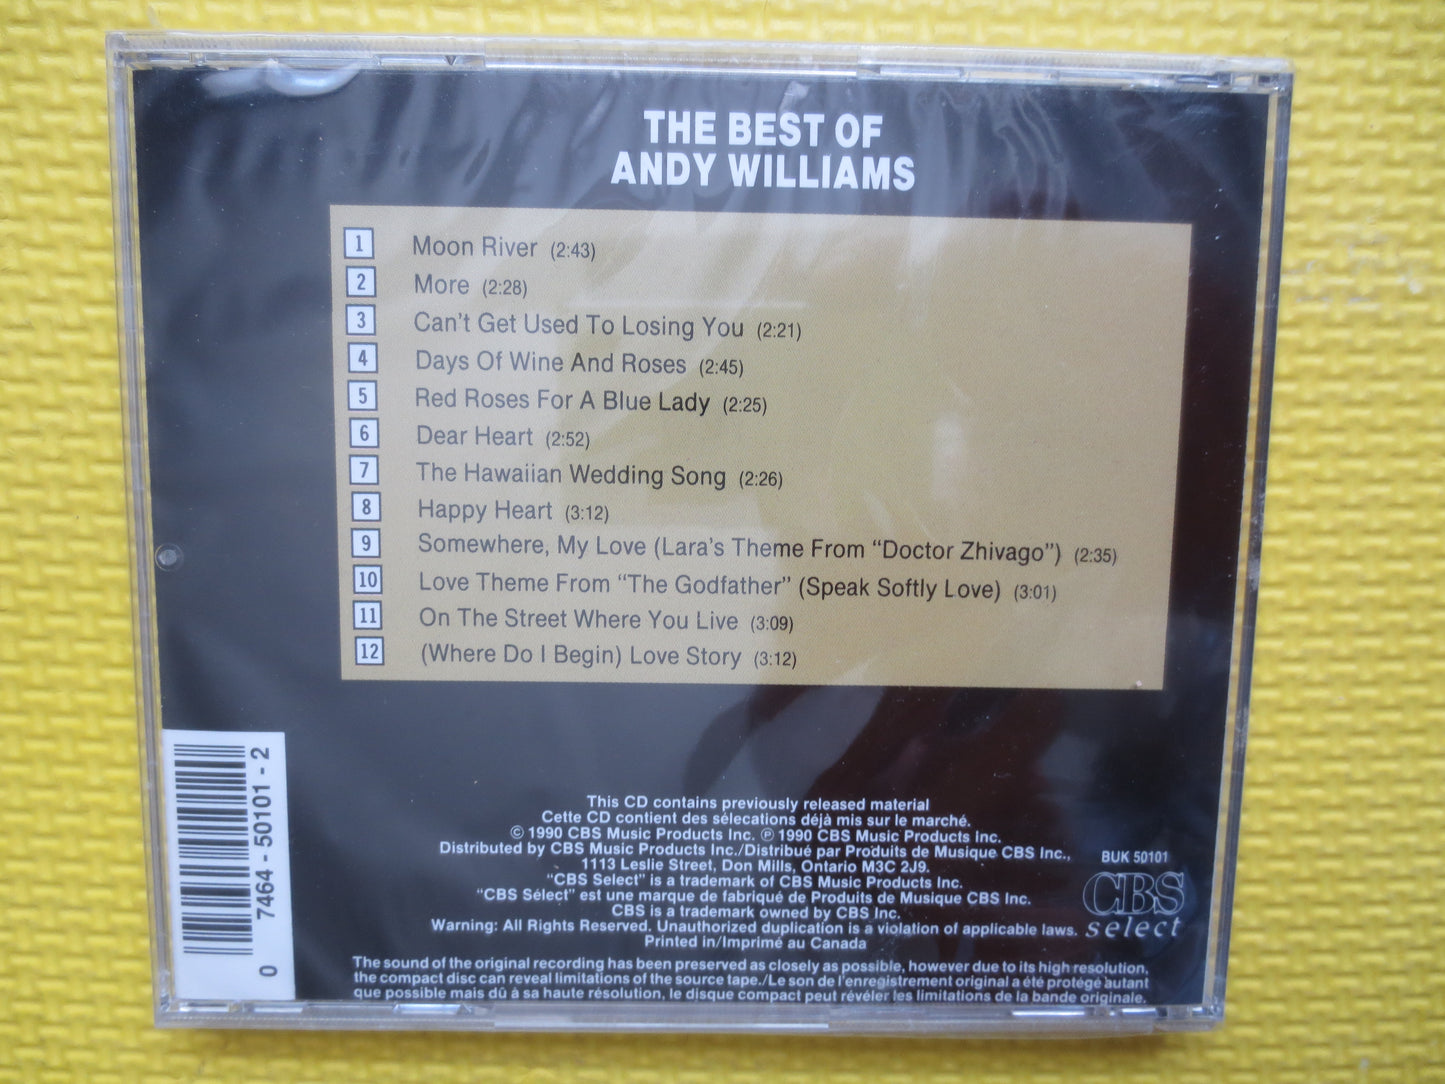 THE BEST OF
ANDY WILLIAMS
1 Moon River (2:43)
2 More (2:28)
3 Can't Get Used To Losing You (2:21)
4 Days Of Wine And Roses (2:45)
5 Red Roses For A Blue Lady (2:25)
6 Dear Heart (2:52)
7 The Hawaiian Wedding Song (2:26)
8 Happy Heart (3:12)
9 Somewhere, My Love (Lara's Theme From "Doctor Zhivago") (2:35)
10 Love Theme From "The Godfather" (Speak Softly Love) (3:01)
11 On The Street Where You Live (3:09)
12 (Where Do I Begin) Love Story (3:12)
0 7464-50101-2
This CD contains previously released material
Cette CD contient des sélecations déjà mis sur le marché.
© 1990 CBS Music Products Inc. ℗ 1990 CBS Music Products Inc.
Distributed by CBS Music Products Inc./Distribué par Produits de Musique CBS Inc.,
1113 Leslie Street, Don Mills, Ontario M3C 2J9.
"CBS Select" is a trademark of CBS Music Products Inc.
"CBS Sélect" est une marque de fabriqué de Produits de Musique CBS Inc.
CBS is a trademark owned by CBS Inc.
Warning: All Rights Reserved. Unauthorized duplication is a violation of applicable laws.
Printed in/Imprimé au Canada
BUK 50101
CBS
select
The sound of the original recording has been preserved as closely as possible, however due to its high resolution,
the compact disc can reveal limitations of the source tape./Le son de l'enregistrement original a été protégé autant
que possible mais dû à sa haute résolution, le disque compact peut révéler les limitations de la bande originale.